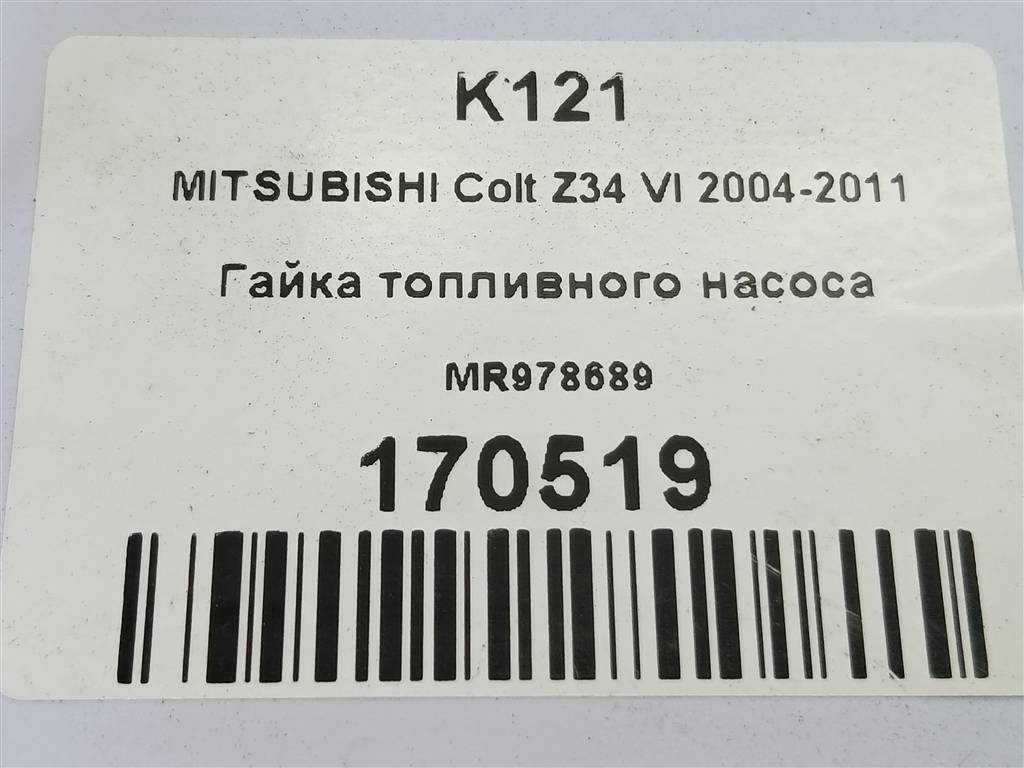 K121
MITSUBISHI Colt Z34 VI 2004-2011
Гайка топливного насоса
MR978689
170519